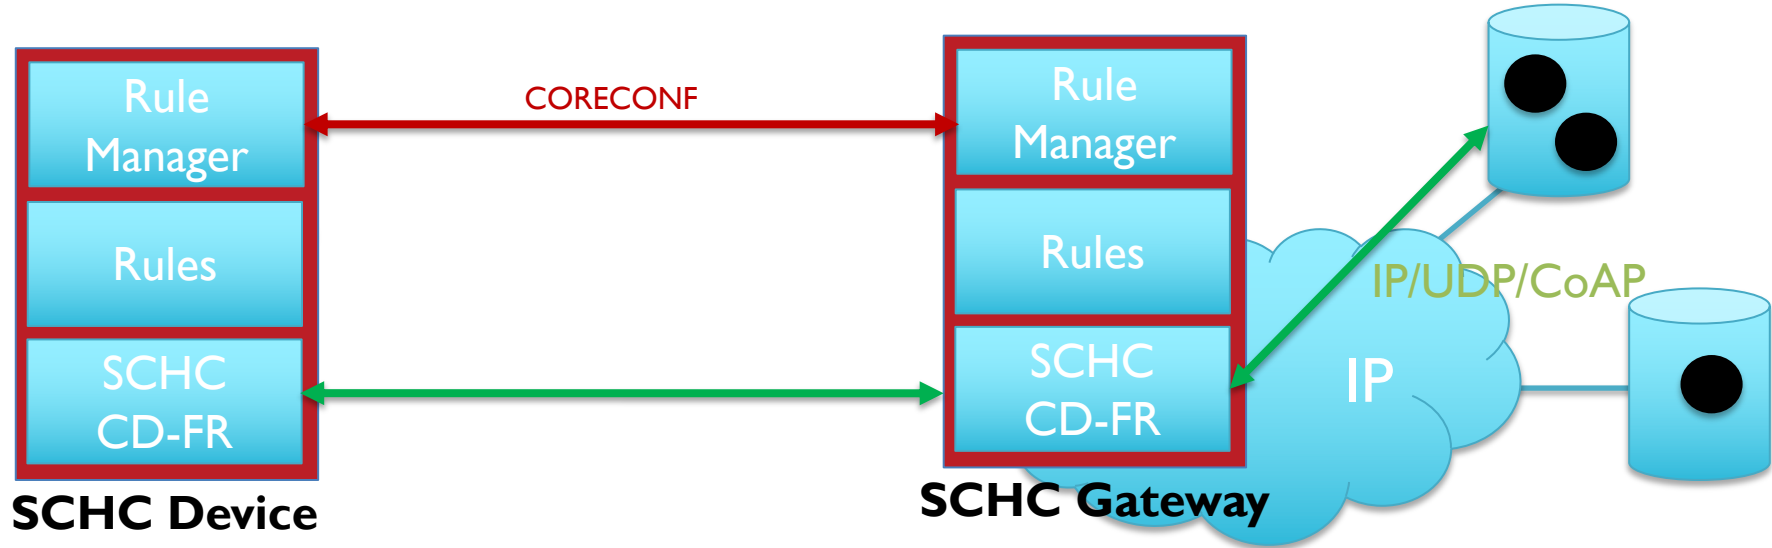 Rule
Manager
Rules
SCHC
CD-FR
SCHC Device
CORECONF
Rule
Manager
Rules
SCHC
CD-FR
SCHC Gateway
IP/UDP/CoAP
IP